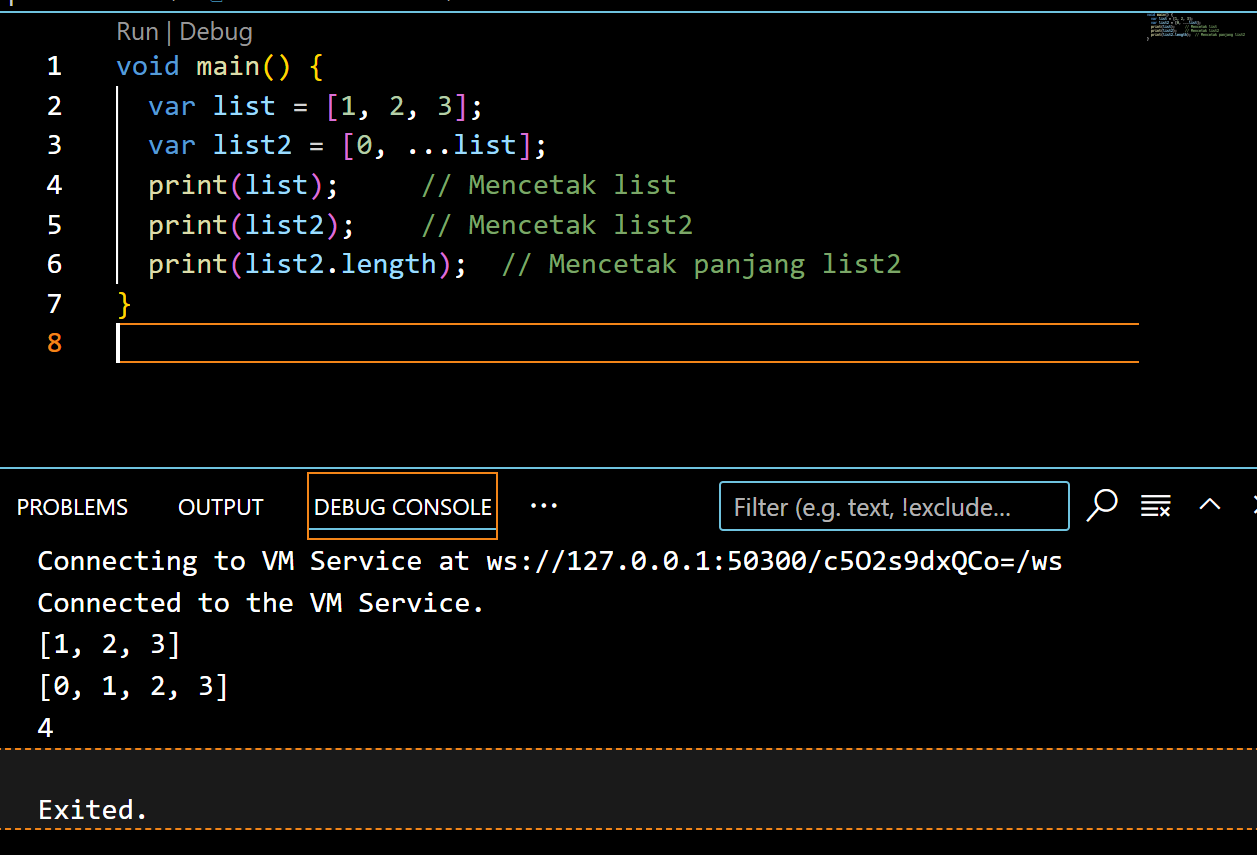 Run | Debug
1 void main() {
2   var list = [1, 2, 3];
3   var list2 = [0, ...list];
4   print(list);     // Mencetak list
5   print(list2);    // Mencetak list2
6   print(list2.length);  // Mencetak panjang list2
7 }
8
PROBLEMS OUTPUT DEBUG CONSOLE ... Filter (e.g. text, !exclude...
Connecting to VM Service at ws://127.0.0.1:50300/c5O2s9dxQCo=/ws
Connected to the VM Service.
[1, 2, 3]
[0, 1, 2, 3]
4
Exited.